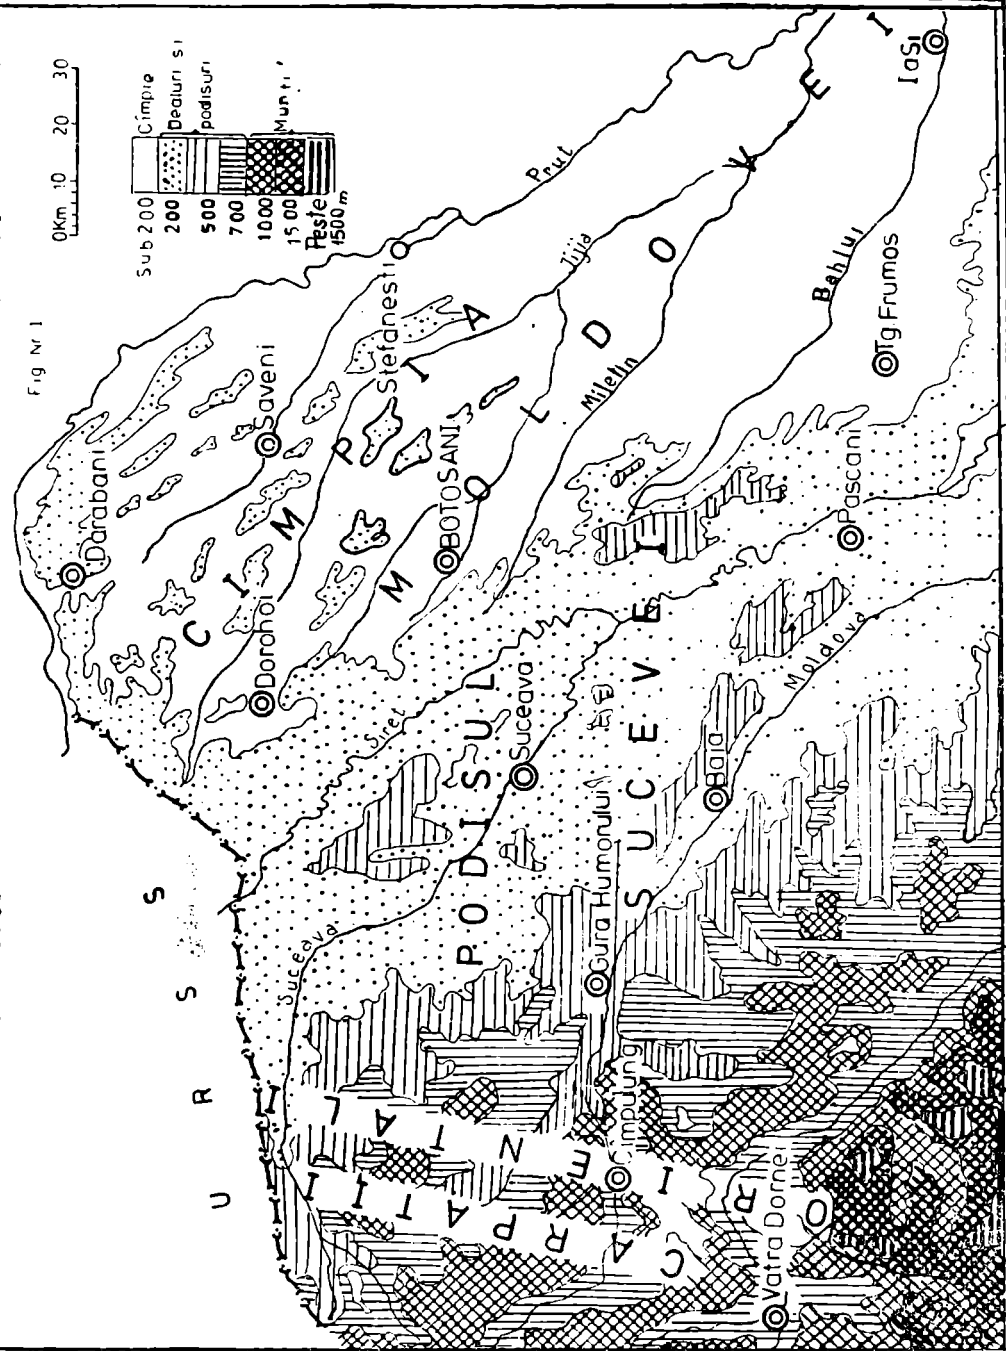 Fig Nr 1
0Km 10 20 30
Sub 200 Cîmpie
200 Dealuri si
500 podisuri
700
1000 Munti
1500
Peste
1500 m
U R S S
CARPATII
ORIENTALI
PODISUL
SUCEVEI
CIMPIA
MOLDOVEI
Darabani
Saveni
Stefanesti
Dorohoi
BOTOSANI
Iasi
Tg. Frumos
Pascani
Suceava
Baia
Gura Humorului
Cimpulung
Vatra Dornei
Prut
Jijia
Miletin
Bahlui
Siret
Suceava
Moldova